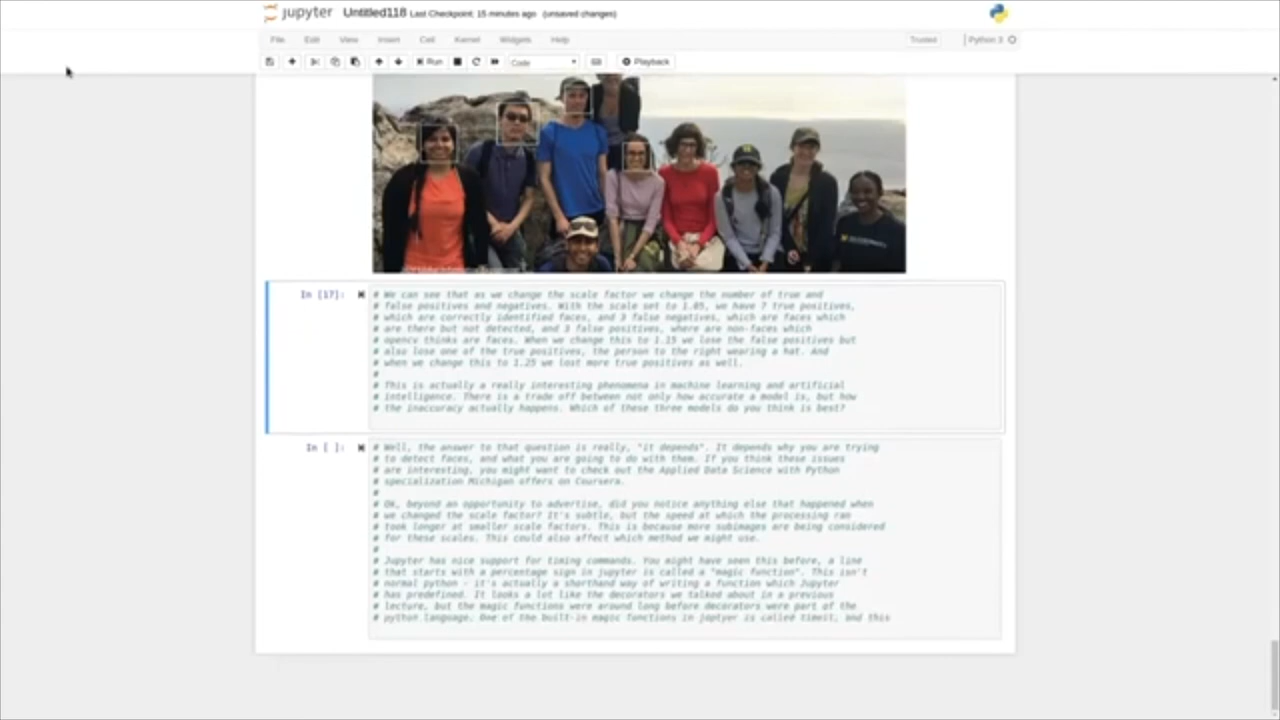 jupyter Untitled118 Last Checkpoint: 15 minutes ago (unsaved changes)
File Edit View Insert Cell Kernel Widgets Help Trusted Python 3
Run Code Playback
In [17]:
# We can see that as we change the scale factor we change the number of true and
# false positives and negatives. With the scale set to 1.05, we have 7 true positives,
# which are correctly identified faces, and 3 false negatives, which are faces which
# are there but not detected, and 3 false positives, where are non-faces which
# opencv thinks are faces. When we change this to 1.15 we lose the false positives but
# also lose one of the true positives, the person to the right wearing a hat. And
# when we change this to 1.25 we lost more true positives as well.
#
# This is actually a really interesting phenomena in machine learning and artificial
# intelligence. There is a trade off between not only how accurate a model is, but how
# the inaccuracy actually happens. Which of these three models do you think is best?
In [ ]:
# Well, the answer to that question is really, "it depends". It depends why you are trying
# to detect faces, and what you are going to do with them. If you think these issues
# are interesting, you might want to check out the Applied Data Science with Python
# specialization Michigan offers on Coursera.
#
# Ok, beyond an opportunity to advertise, did you notice anything else that happened when
# we changed the scale factor? It's subtle, but the speed at which the processing ran
# took longer at smaller scale factors. This is because more subimages are being considered
# for these scales. This could also affect which method we might use.
#
# Jupyter has nice support for timing commands. You might have seen this before, a line
# that starts with a percentage sign in jupyter is called a "magic function". This isn't
# normal python - it's actually a shorthand way of writing a function which Jupyter
# has predefined. It looks a lot like the decorators we talked about in a previous
# lecture, but the magic functions were around long before decorators were part of the
# python language. One of the built-in magic functions in juptyer is called timeit, and this